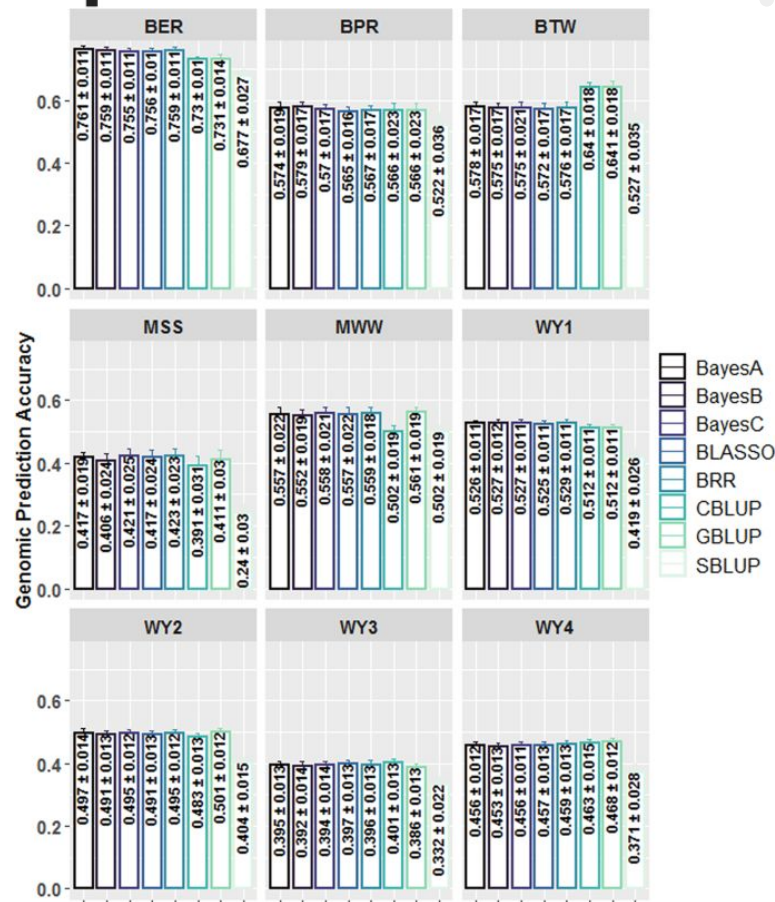 BER
BPR
BTW
0.6
0.4
0.2
0.0
0.761 ± 0.011
0.759 ± 0.011
0.755 ± 0.011
0.756 ± 0.01
0.759 ± 0.011
0.73 ± 0.01
0.731 ± 0.014
0.677 ± 0.027
0.574 ± 0.019
0.579 ± 0.017
0.57 ± 0.017
0.565 ± 0.016
0.567 ± 0.017
0.566 ± 0.023
0.566 ± 0.023
0.522 ± 0.036
0.578 ± 0.017
0.575 ± 0.017
0.575 ± 0.021
0.572 ± 0.017
0.576 ± 0.017
0.64 ± 0.018
0.641 ± 0.018
0.527 ± 0.035
Genomic Prediction Accuracy
MSS
MWW
WY1
0.6
0.4
0.2
0.0
0.417 ± 0.019
0.406 ± 0.024
0.421 ± 0.025
0.417 ± 0.024
0.423 ± 0.023
0.391 ± 0.031
0.411 ± 0.03
0.24 ± 0.03
0.557 ± 0.022
0.552 ± 0.019
0.558 ± 0.021
0.557 ± 0.022
0.559 ± 0.018
0.502 ± 0.019
0.561 ± 0.019
0.502 ± 0.019
0.526 ± 0.011
0.527 ± 0.012
0.527 ± 0.011
0.525 ± 0.011
0.529 ± 0.011
0.512 ± 0.011
0.512 ± 0.011
0.419 ± 0.026
BayesA
BayesB
BayesC
BLASSO
BRR
CBLUP
GBLUP
SBLUP
WY2
WY3
WY4
0.6
0.4
0.2
0.0
0.497 ± 0.014
0.491 ± 0.013
0.495 ± 0.012
0.491 ± 0.013
0.495 ± 0.012
0.483 ± 0.013
0.501 ± 0.012
0.404 ± 0.015
0.395 ± 0.013
0.392 ± 0.014
0.394 ± 0.014
0.397 ± 0.013
0.396 ± 0.013
0.401 ± 0.013
0.386 ± 0.013
0.332 ± 0.022
0.456 ± 0.012
0.453 ± 0.013
0.456 ± 0.011
0.457 ± 0.013
0.459 ± 0.013
0.463 ± 0.015
0.468 ± 0.012
0.371 ± 0.028